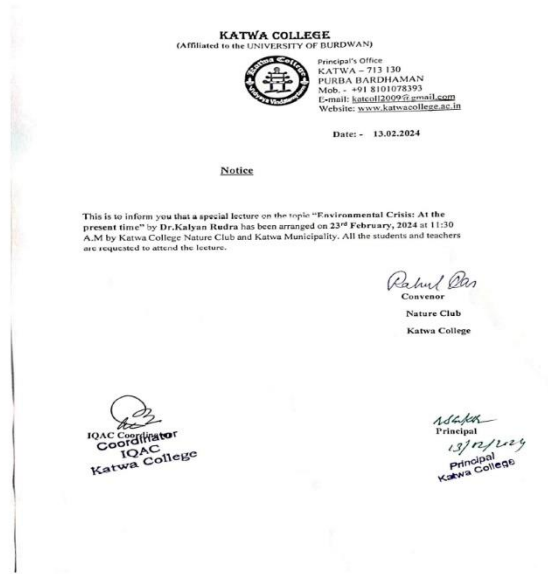 KATWA COLLEGE
(Affiliated to the UNIVERSITY OF BURDWAN)
Katwa College
Principal's Office
KATWA – 713 130
PURBA BARDHAMAN
Mob. - +91 8101078393
E-mail: katcoll2009@gmail.com
Website: www.katwacollege.ac.in
Date: - 13.02.2024
Notice
This is to inform you that a special lecture on the topic "Environmental Crisis: At the
present time" by Dr.Kalyan Rudra has been arranged on 23rd February, 2024 at 11:30
A.M by Katwa College Nature Club and Katwa Municipality. All the students and teachers
are requested to attend the lecture.
Rahul Das
Convenor
Nature Club
Katwa College
IQAC Coordinator
Coordinator
IQAC
Katwa College
Principal
13/02/2024
Principal
Katwa College